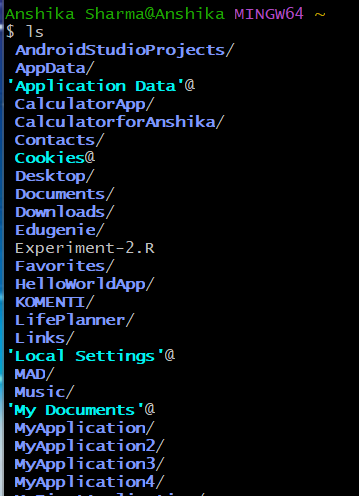 Anshika Sharma@Anshika MINGW64 ~
$ ls
AndroidStudioProjects/
AppData/
'Application Data'@
CalculatorApp/
CalculatorforAnshika/
Contacts/
Cookies@
Desktop/
Documents/
Downloads/
Edugenie/
Experiment-2.R
Favorites/
HelloWorldApp/
KOMENTI/
LifePlanner/
Links/
'Local Settings'@
MAD/
Music/
'My Documents'@
MyApplication/
MyApplication2/
MyApplication3/
MyApplication4/